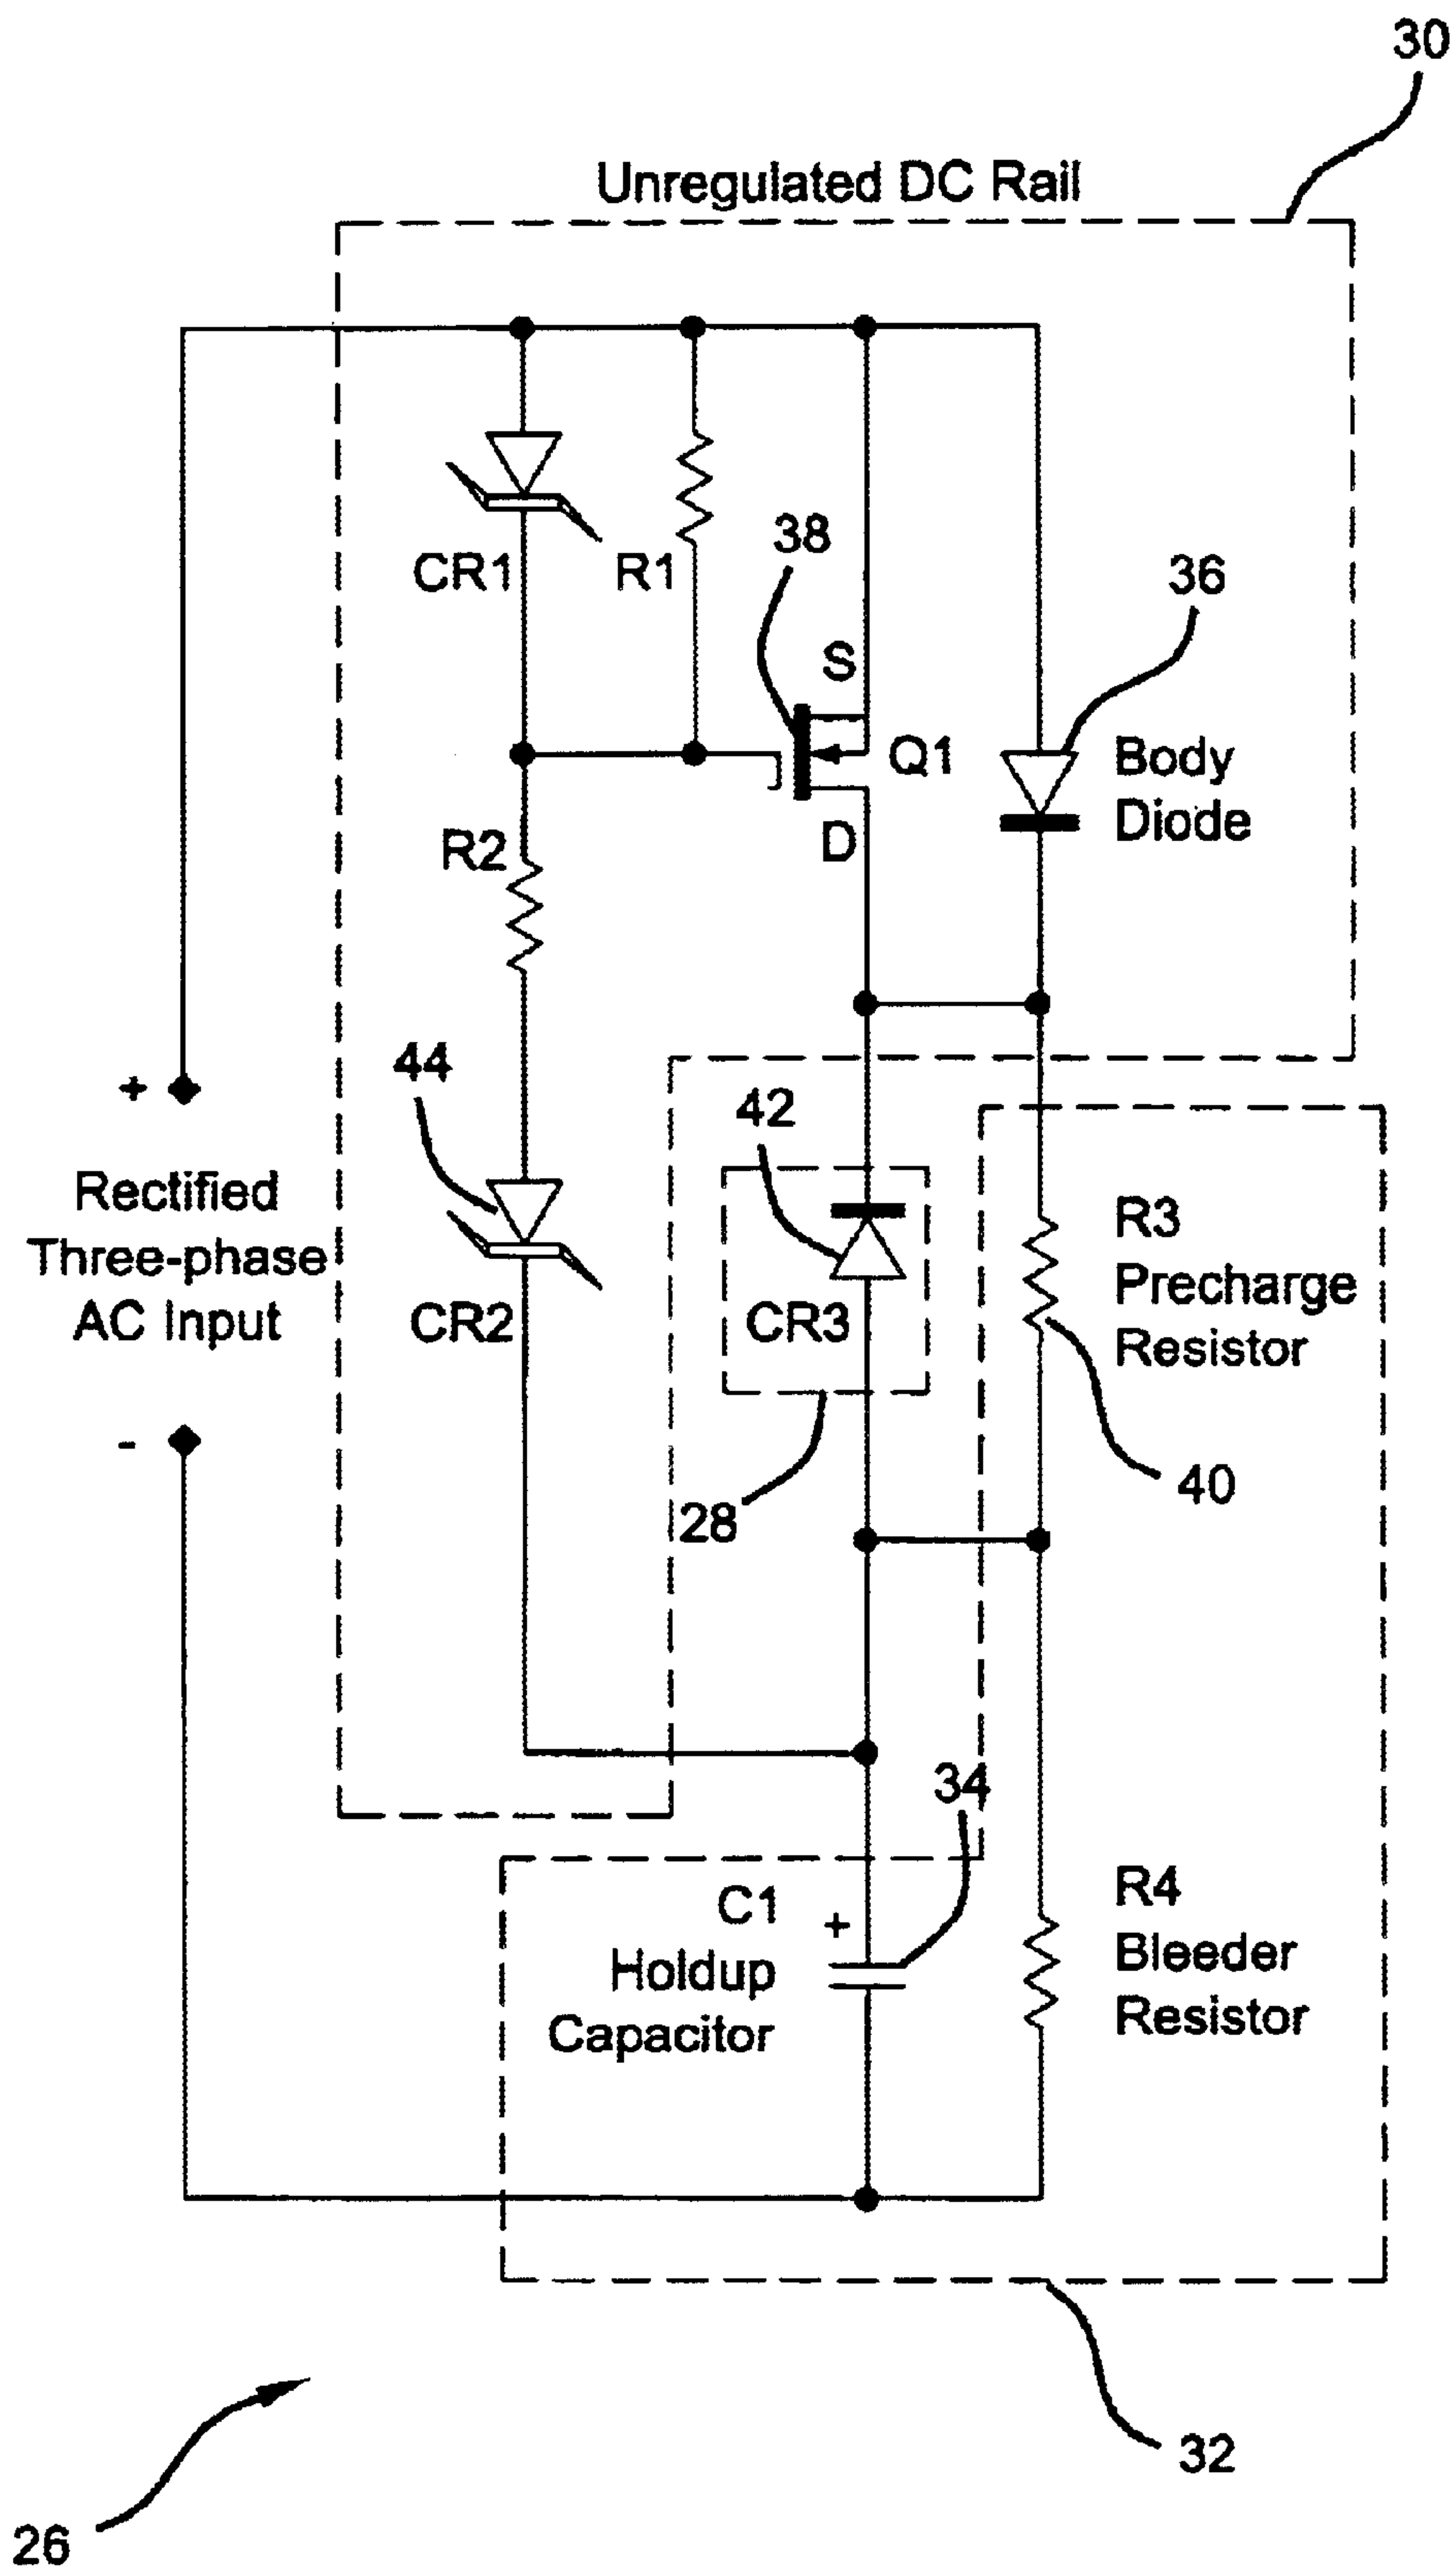 30
Unregulated DC Rail
CR1
R1
38
36
S
Q1
Body
Diode
D
R2
44
42
+
Rectified
Three-phase
AC Input
-
CR2
CR3
R3
Precharge
Resistor
40
28
34
C1
+
Holdup
Capacitor
R4
Bleeder
Resistor
32
26